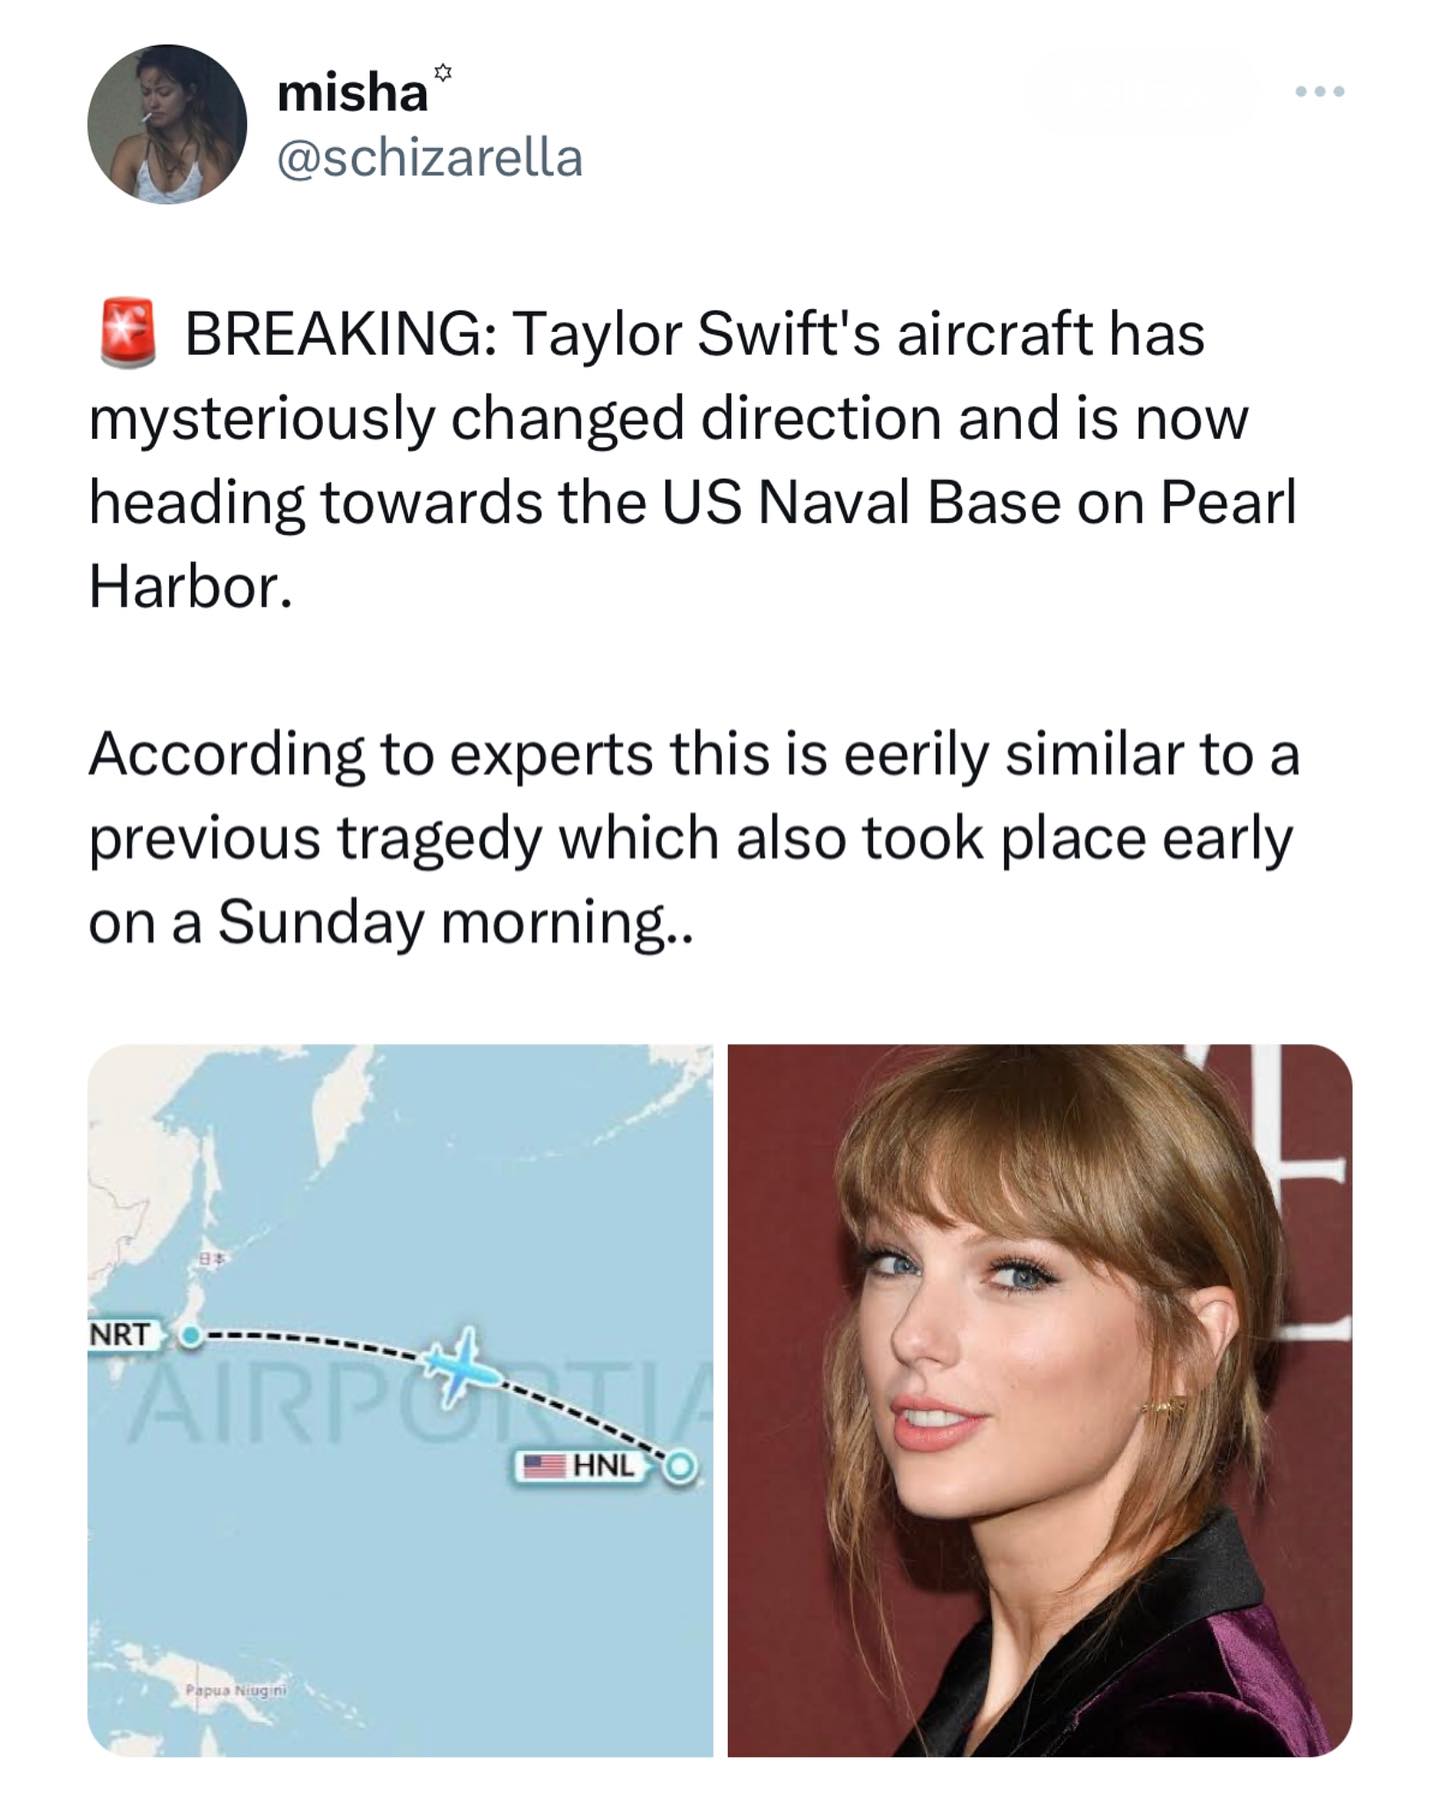 misha✡
@schizarella
🚨 BREAKING: Taylor Swift's aircraft has
mysteriously changed direction and is now
heading towards the US Naval Base on Pearl
Harbor.
According to experts this is eerily similar to a
previous tragedy which also took place early
on a Sunday morning..
日本
NRT
AIRPORTIA
HNL
Papua Niugini